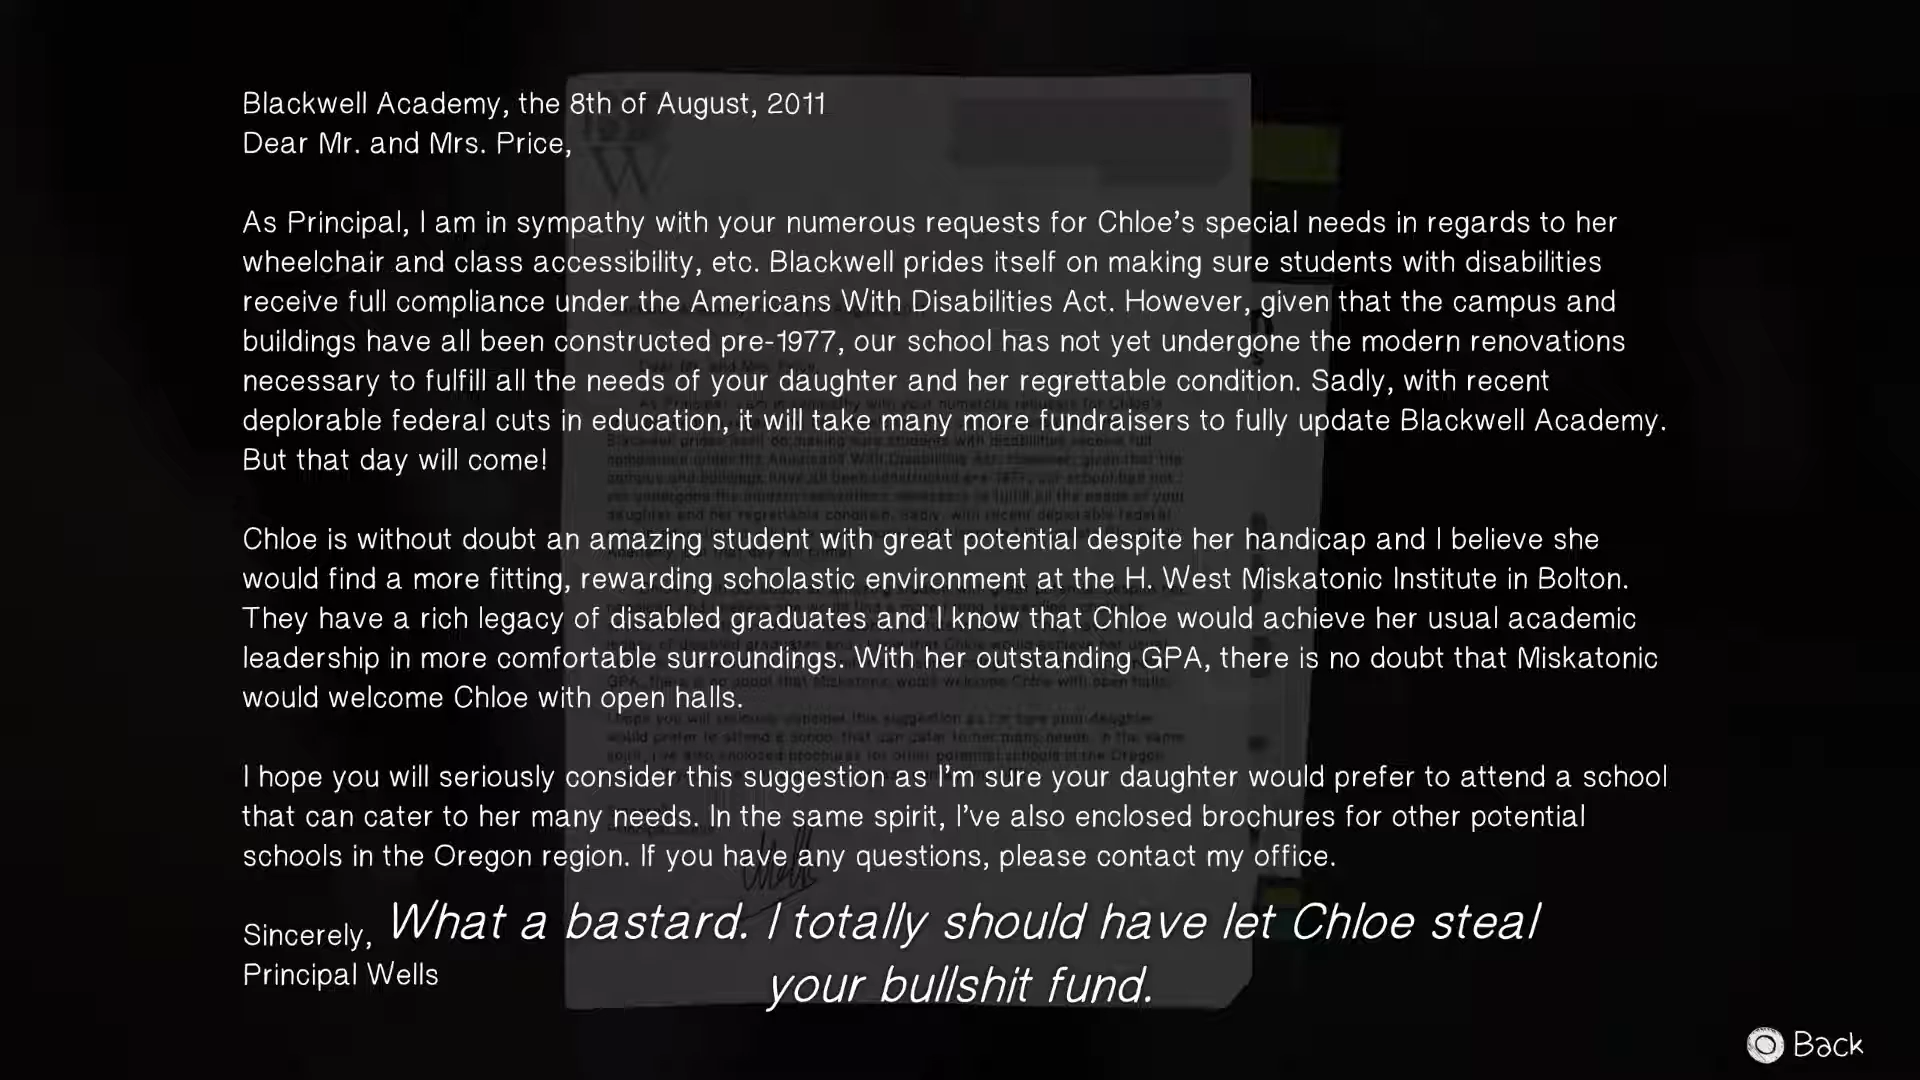 Blackwell Academy, the 8th of August, 2011
Dear Mr. and Mrs. Price,
As Principal, I am in sympathy with your numerous requests for Chloe's special needs in regards to her
wheelchair and class accessibility, etc. Blackwell prides itself on making sure students with disabilities
receive full compliance under the Americans With Disabilities Act. However, given that the campus and
buildings have all been constructed pre-1977, our school has not yet undergone the modern renovations
necessary to fulfill all the needs of your daughter and her regrettable condition. Sadly, with recent
deplorable federal cuts in education, it will take many more fundraisers to fully update Blackwell Academy.
But that day will come!
Chloe is without doubt an amazing student with great potential despite her handicap and I believe she
would find a more fitting, rewarding scholastic environment at the H. West Miskatonic Institute in Bolton.
They have a rich legacy of disabled graduates and I know that Chloe would achieve her usual academic
leadership in more comfortable surroundings. With her outstanding GPA, there is no doubt that Miskatonic
would welcome Chloe with open halls.
I hope you will seriously consider this suggestion as I'm sure your daughter would prefer to attend a school
that can cater to her many needs. In the same spirit, I've also enclosed brochures for other potential
schools in the Oregon region. If you have any questions, please contact my office.
Sincerely,
Principal Wells
What a bastard. I totally should have let Chloe steal
your bullshit fund.
Back